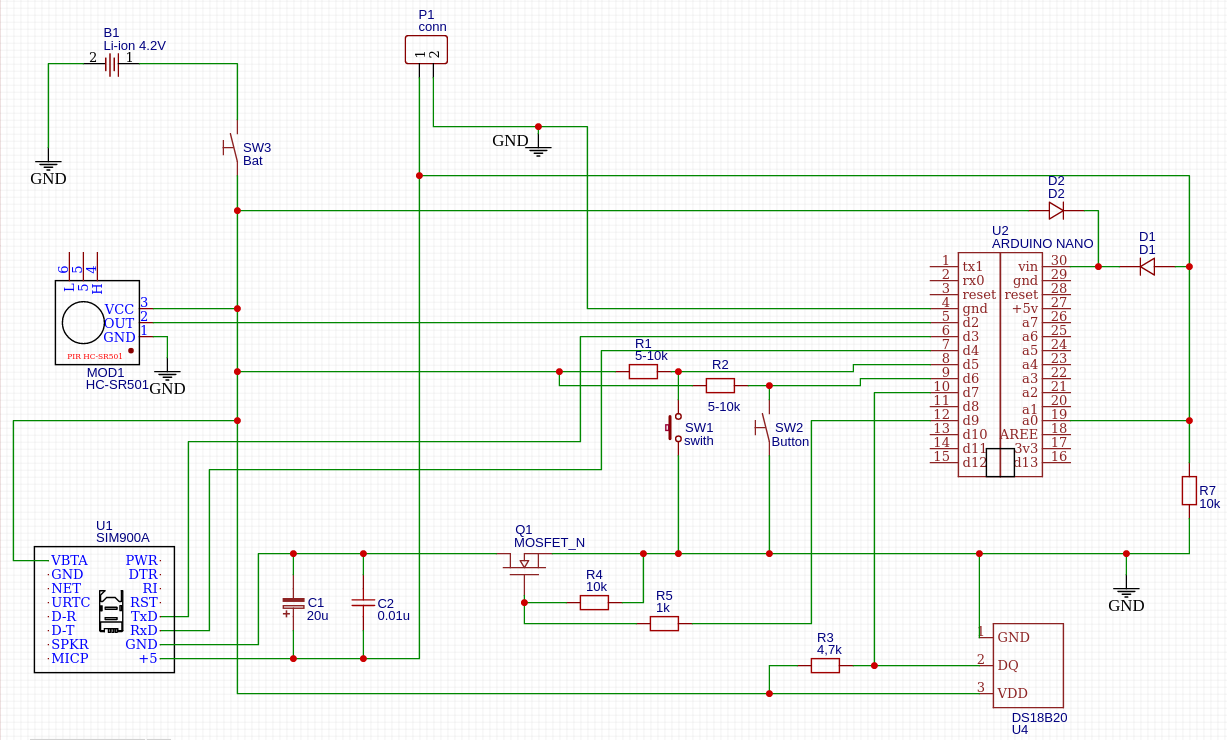 P1
conn
1 2
B1
Li-ion 4.2V
2 1
GND
SW3
Bat
GND
D2
D2
D1
D1
U2
ARDUINO NANO
1 tx1 vin 30
2 rx0 gnd 29
3 reset reset 28
4 gnd +5v 27
5 d2 a7 26
6 d3 a6 25
7 d4 a5 24
8 d5 a4 23
9 d6 a3 22
10 d7 a2 21
11 d8 a1 20
12 d9 a0 19
13 d10 AREE 18
14 d11 3v3 17
15 d12 d13 16
6 5 4
L 5 H
VCC 3
OUT 2
GND 1
PIR HC-SR501
MOD1
HC-SR501
GND
R1
5-10k
R2
5-10k
SW1
swith
SW2
Button
R7
10k
U1
SIM900A
VBTA PWR
GND DTR
NET RI
URTC RST
D-R TxD
D-T RxD
SPKR GND
MICP +5
C1
20u
+
C2
0.01u
Q1
MOSFET_N
R4
10k
R5
1k
R3
4,7k
GND
1 GND
2 DQ
3 VDD
DS18B20
U4